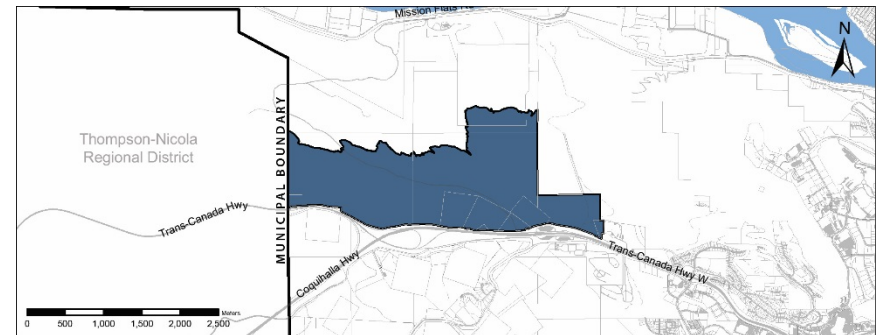 Mission Flats Rd
N
Thompson-Nicola
Regional District
MUNICIPAL BOUNDARY
Trans-Canada Hwy
Coquihalla Hwy
Trans-Canada Hwy W
Meters
0 500 1,000 1,500 2,000 2,500